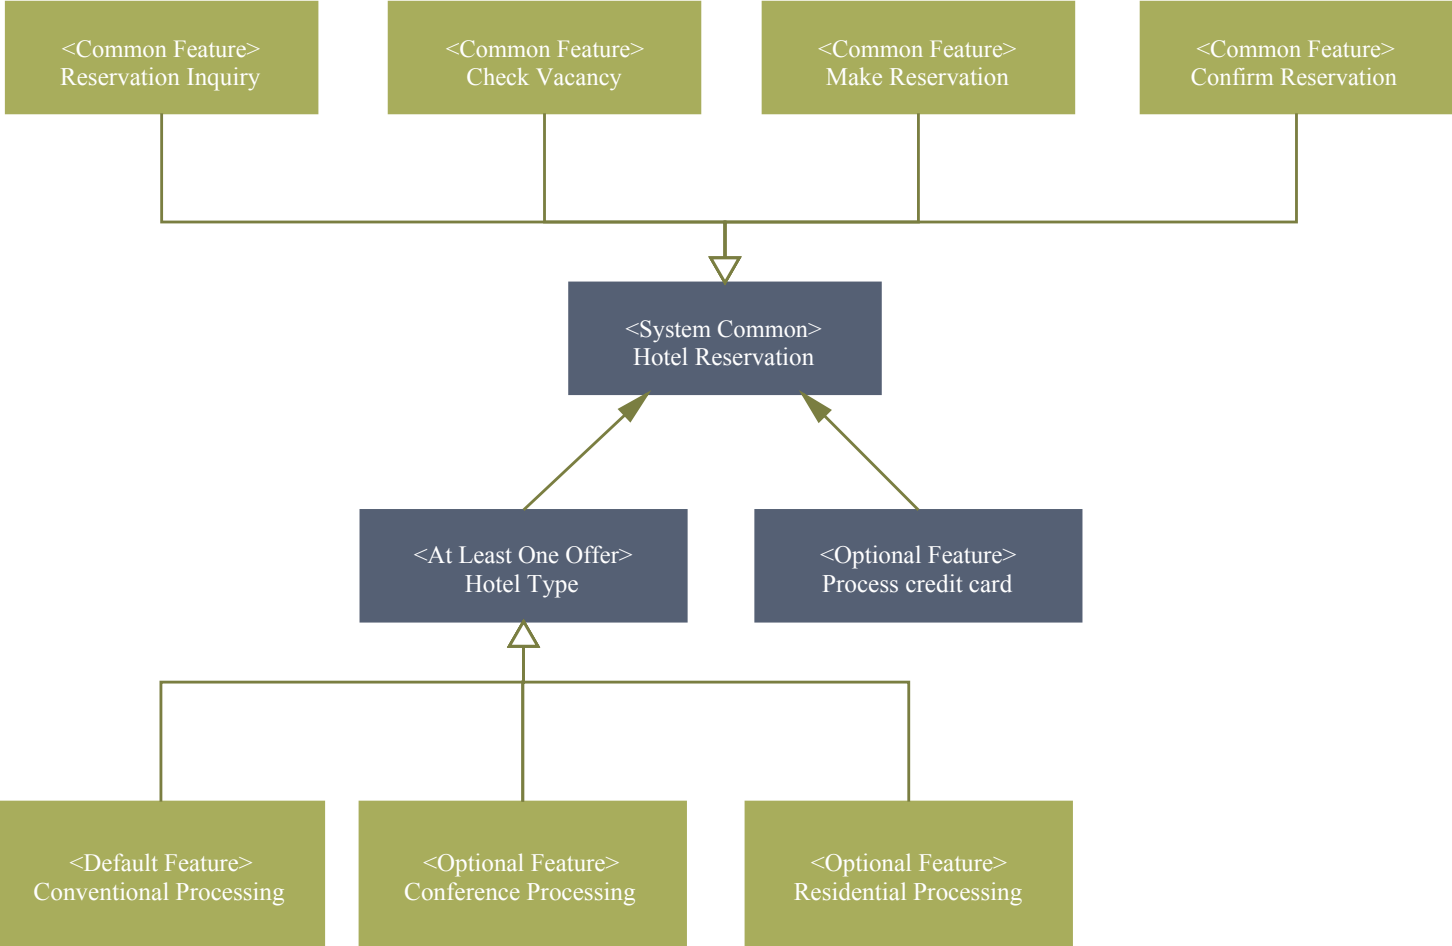 <Common Feature>
Reservation Inquiry
<Common Feature>
Check Vacancy
<Common Feature>
Make Reservation
<Common Feature>
Confirm Reservation
<System Common>
Hotel Reservation
<At Least One Offer>
Hotel Type
<Optional Feature>
Process credit card
<Default Feature>
Conventional Processing
<Optional Feature>
Conference Processing
<Optional Feature>
Residential Processing